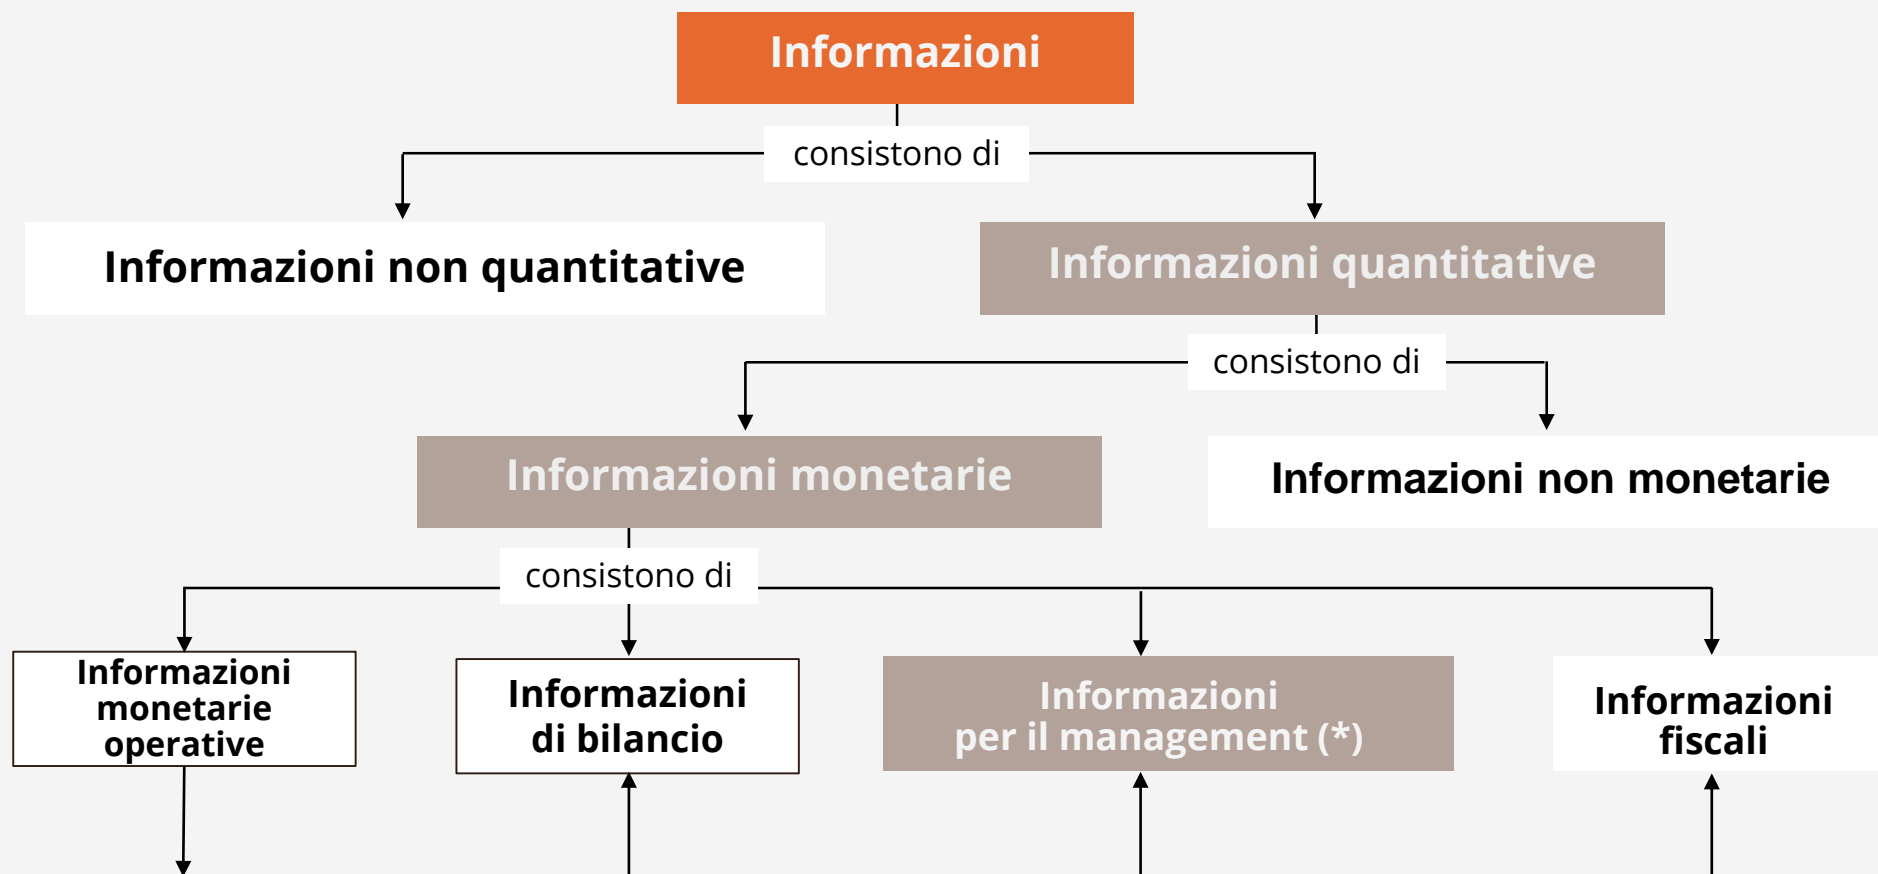 Informazioni
consistono di
Informazioni non quantitative
Informazioni quantitative
consistono di
Informazioni monetarie
Informazioni non monetarie
consistono di
Informazioni
monetarie
operative
Informazioni
di bilancio
Informazioni
per il management (*)
Informazioni
fiscali